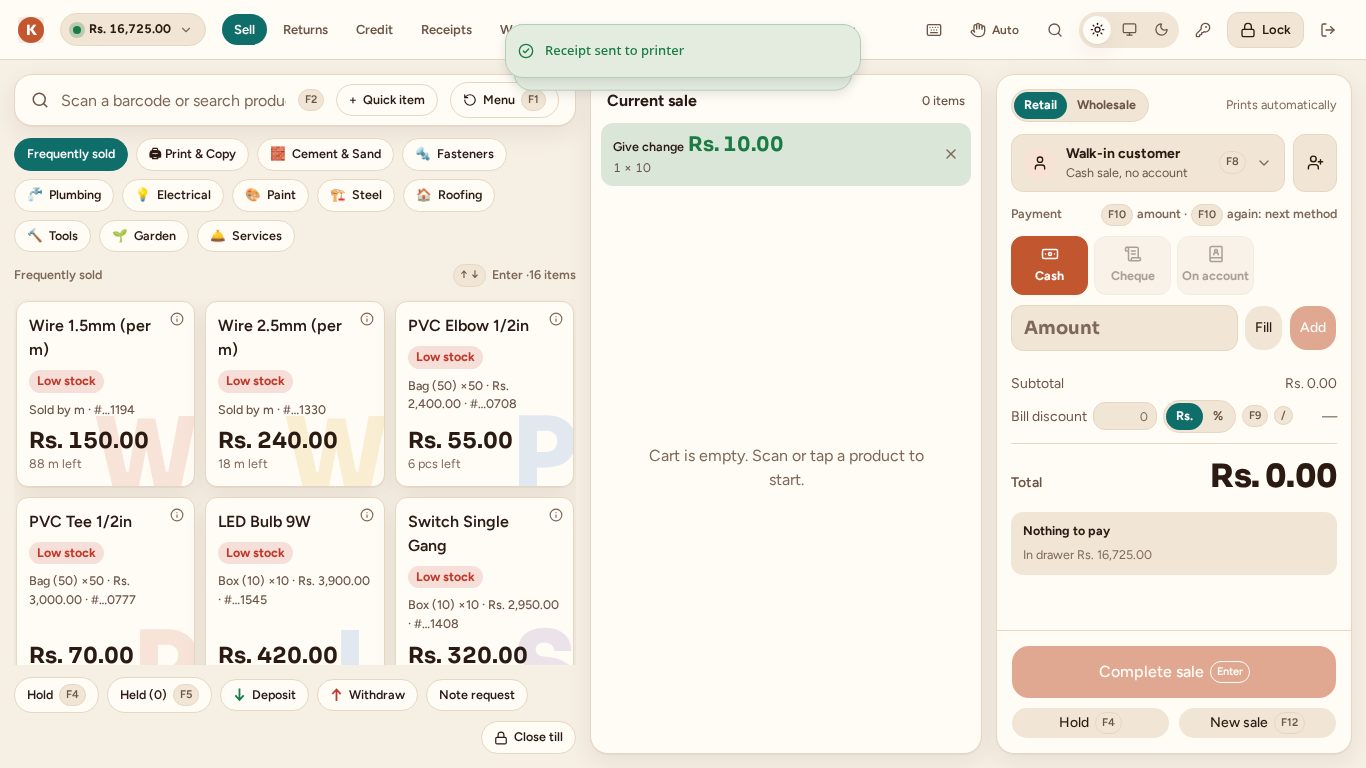 K
Rs. 16,725.00
Sell
Returns
Credit
Receipts
Auto
Lock
Receipt sent to printer
Scan a barcode or search produ
F2
+ Quick item
Menu F1
Frequently sold
Print & Copy
Cement & Sand
Fasteners
Plumbing
Electrical
Paint
Steel
Roofing
Tools
Garden
Services
Frequently sold
↑↓ Enter ·16 items
Wire 1.5mm (per
m)
Low stock
Sold by m · #…1194
W
Rs. 150.00
88 m left
Wire 2.5mm (per
m)
Low stock
Sold by m · #…1330
W
Rs. 240.00
18 m left
PVC Elbow 1/2in
Low stock
Bag (50) ×50 · Rs.
2,400.00 · #…0708
P
Rs. 55.00
6 pcs left
PVC Tee 1/2in
Low stock
Bag (50) ×50 · Rs.
3,000.00 · #…0777
Rs. 70.00
LED Bulb 9W
Low stock
Box (10) ×10 · Rs. 3,900.00
· #…1545
Rs. 420.00
Switch Single
Gang
Low stock
Box (10) ×10 · Rs. 2,950.00
· #…1408
Rs. 320.00
Hold F4
Held (0) F5
Deposit
Withdraw
Note request
Close till
Current sale
0 items
Give change Rs. 10.00
1 × 10
Cart is empty. Scan or tap a product to
start.
Retail
Wholesale
Prints automatically
Walk-in customer
Cash sale, no account
F8
Payment
F10 amount · F10 again: next method
Cash
Cheque
On account
Amount
Fill
Add
Subtotal
Rs. 0.00
Bill discount
0
Rs.
%
F9
/
—
Total
Rs. 0.00
Nothing to pay
In drawer Rs. 16,725.00
Complete sale Enter
Hold F4
New sale F12